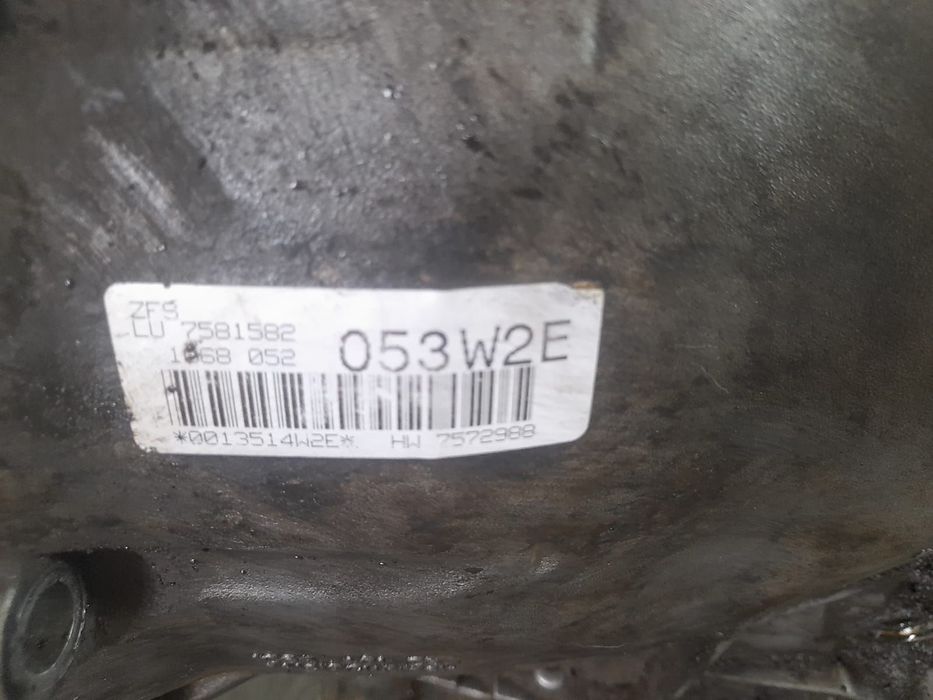 ZFS
LU 7581582
1068 052
053W2E
*0013514W2E*
HW 7572988